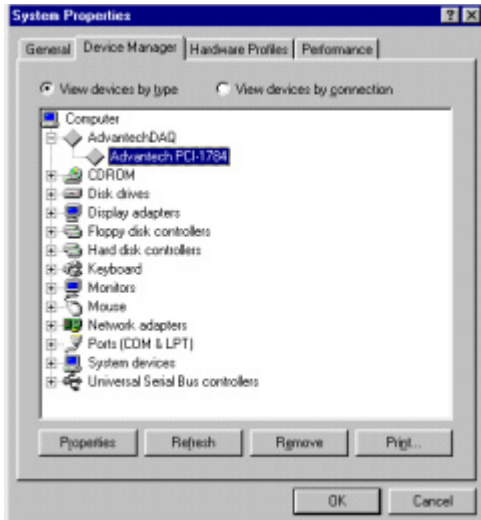 System Properties
General Device Manager Hardware Profiles Performance
View devices by type View devices by connection
Computer
AdvantechDAQ
Advantech PCI-1784
CDROM
Disk drives
Display adapters
Floppy disk controllers
Hard disk controllers
Keyboard
Monitors
Mouse
Network adapters
Ports (COM & LPT)
System devices
Universal Serial Bus controllers
Properties Refresh Remove Print...
OK Cancel